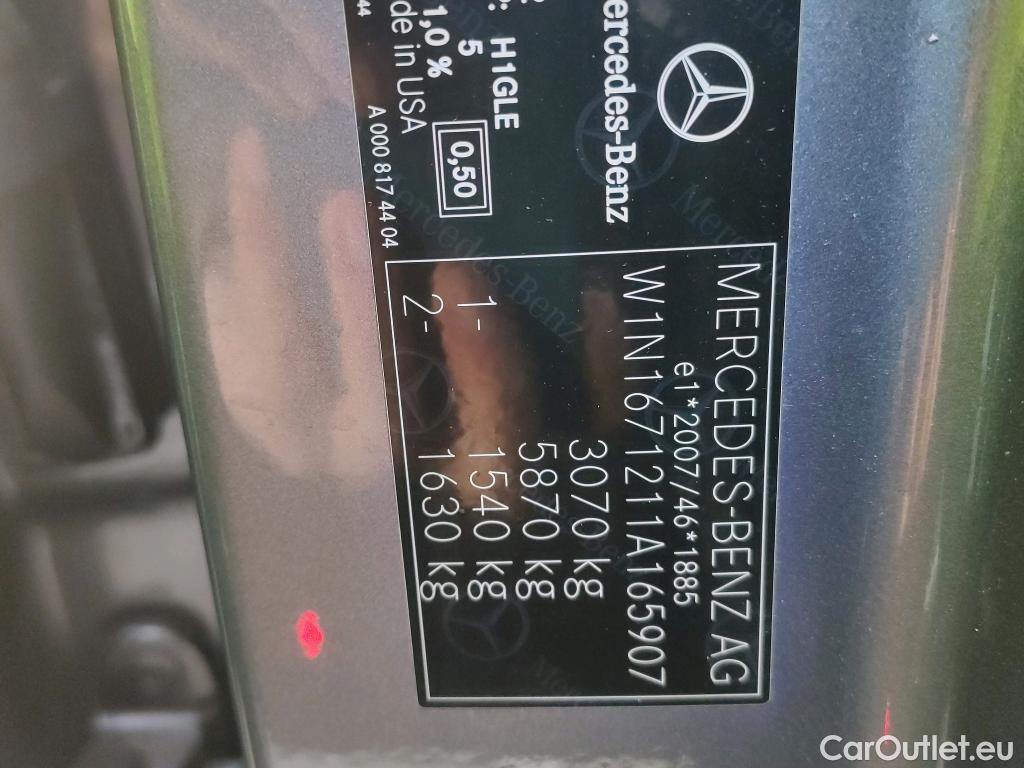 MERCEDES-BENZ AG
e1*2007/46*1885
W1N1671211A165907
3070 kg
5870 kg
1- 1540 kg
2- 1630 kg
Mercedes-Benz
H1GLE
5
1,0 %
0,50
de in USA
A 000 817 44 04
44
CarOutlet.eu